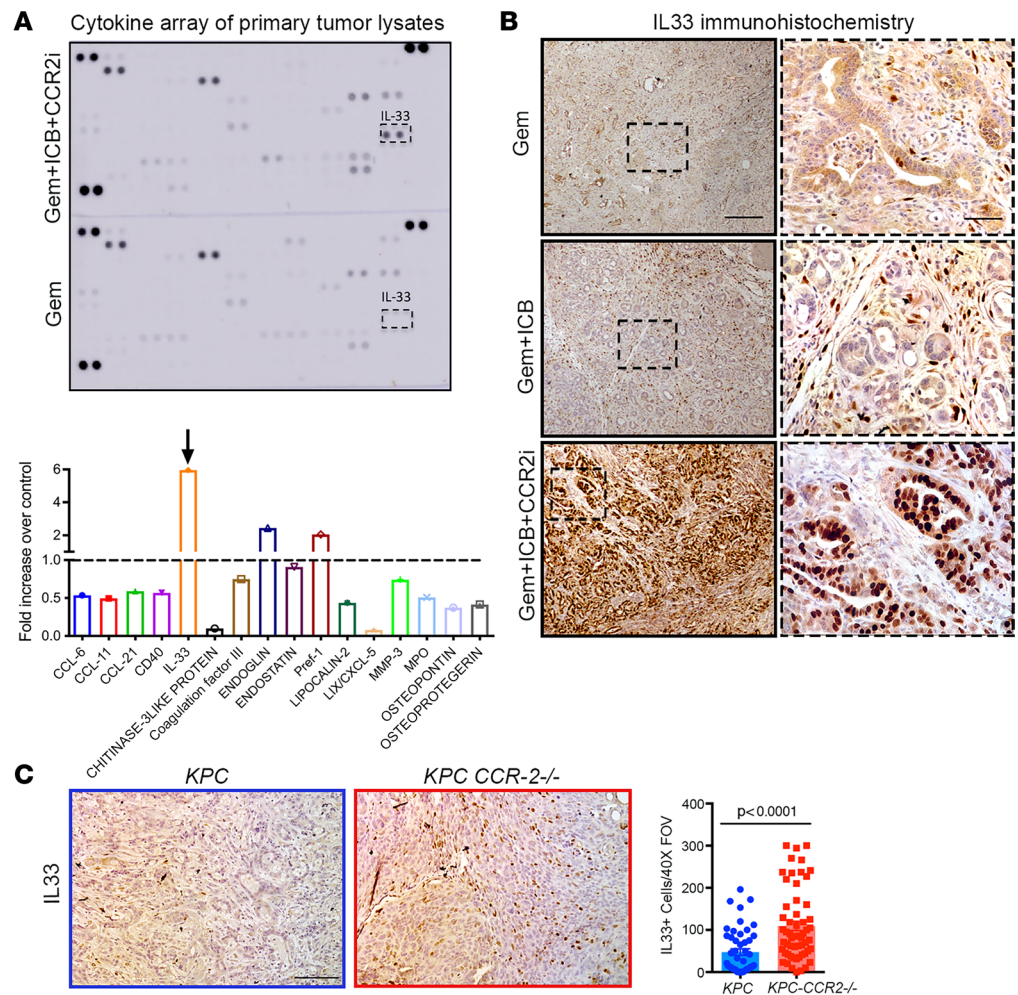 A
Cytokine array of primary tumor lysates
Gem+ICB+CCR2i
IL-33
Gem
IL-33
Fold increase over control
6
4
2
1.0
0.5
0.0
CCL-6
CCL-11
CCL-21
CD40
IL-33
CHITINASE-3LIKE PROTEIN
Coagulation factor III
ENDOGLIN
ENDOSTATIN
Pref-1
LIPOCALIN-2
LIX/CXCL-5
MMP-3
MPO
OSTEOPONTIN
OSTEOPROTEGERIN
B
IL33 immunohistochemistry
Gem
Gem+ICB
Gem+ICB+CCR2i
C
KPC
KPC CCR-2-/-
IL33
IL33+ Cells/40X FOV
400
300
200
100
0
p<0.0001
KPC
KPC-CCR2-/-